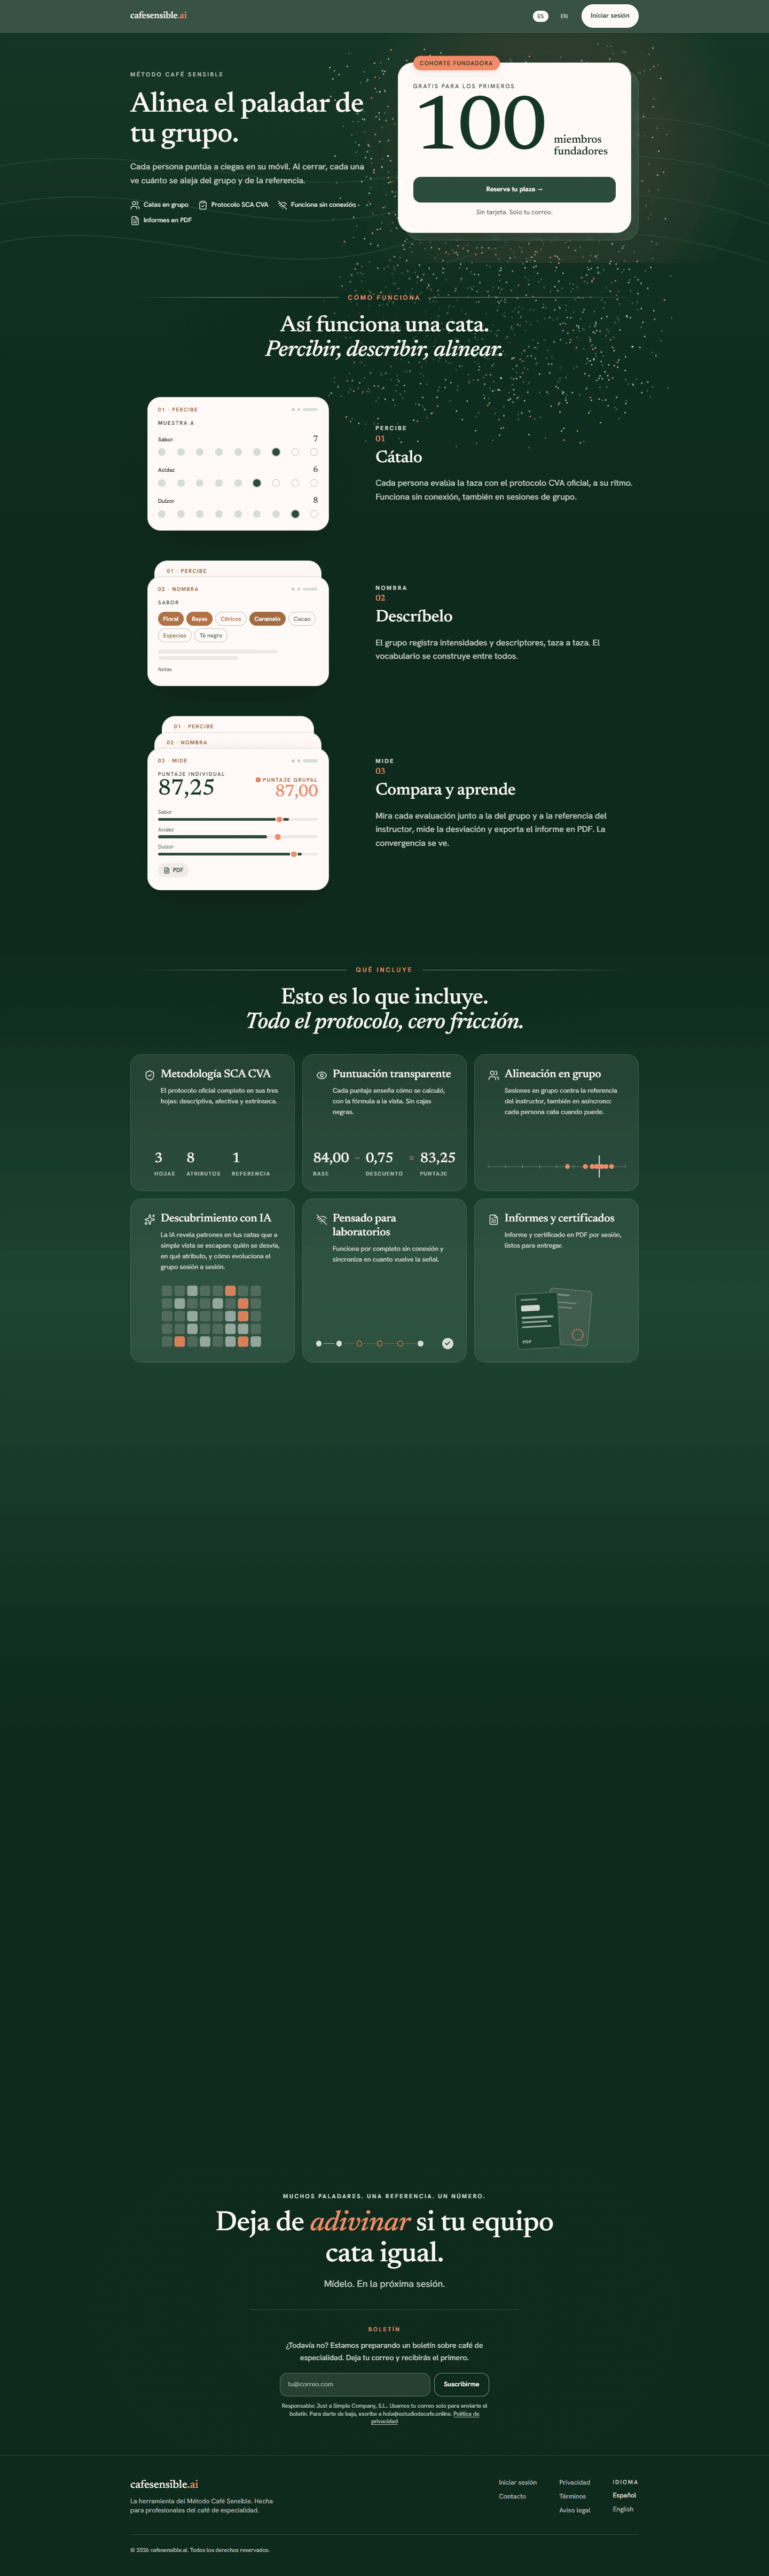 cafesensible.ai
ES
EN
Iniciar sesión
MÉTODO CAFÉ SENSIBLE
Alinea el paladar de
tu grupo.
Cada persona puntúa a ciegas en su móvil. Al cerrar, cada una
ve cuánto se aleja del grupo y de la referencia.
Catas en grupo
Protocolo SCA CVA
Funciona sin conexión
Informes en PDF
COHORTE FUNDADORA
GRATIS PARA LOS PRIMEROS
100
miembros
fundadores
Reserva tu plaza →
Sin tarjeta. Solo tu correo.
CÓMO FUNCIONA
Así funciona una cata.
Percibir, describir, alinear.
01 · PERCIBE
MUESTRA A
Sabor 7
Acidez 6
Dulzor 8
PERCIBE
01
Cátalo
Cada persona evalúa la taza con el protocolo CVA oficial, a su ritmo.
Funciona sin conexión, también en sesiones de grupo.
01 · PERCIBE
02 · NOMBRA
SABOR
Floral
Bayas
Cítricos
Caramelo
Cacao
Especias
Té negro
Notas
NOMBRA
02
Descríbelo
El grupo registra intensidades y descriptores, taza a taza. El
vocabulario se construye entre todos.
01 · PERCIBE
02 · NOMBRA
03 · MIDE
PUNTAJE INDIVIDUAL
87,25
PUNTAJE GRUPAL
87,00
Sabor
Acidez
Dulzor
PDF
MIDE
03
Compara y aprende
Mira cada evaluación junto a la del grupo y a la referencia del
instructor, mide la desviación y exporta el informe en PDF. La
convergencia se ve.
QUÉ INCLUYE
Esto es lo que incluye.
Todo el protocolo, cero fricción.
Metodología SCA CVA
El protocolo oficial completo en sus tres
hojas: descriptiva, afectiva y extrínseca.
3
HOJAS
8
ATRIBUTOS
1
REFERENCIA
Puntuación transparente
Cada puntaje enseña cómo se calculó,
con la fórmula a la vista. Sin cajas
negras.
84,00 − 0,75 = 83,25
BASE DESCUENTO PUNTAJE
Alineación en grupo
Sesiones en grupo contra la referencia
del instructor, también en asíncrono:
cada persona cata cuando puede.
Descubrimiento con IA
La IA revela patrones en tus catas que a
simple vista se escapan: quién se desvía,
en qué atributo, y cómo evoluciona el
grupo sesión a sesión.
Pensado para
laboratorios
Funciona por completo sin conexión y
sincroniza en cuanto vuelve la señal.
Informes y certificados
Informe y certificado en PDF por sesión,
listos para entregar.
PDF
MUCHOS PALADARES. UNA REFERENCIA. UN NÚMERO.
Deja de adivinar si tu equipo
cata igual.
Mídelo. En la próxima sesión.
BOLETÍN
¿Todavía no? Estamos preparando un boletín sobre café de
especialidad. Deja tu correo y recibirás el primero.
tu@correo.com
Suscribirme
Responsable: Just a Simple Company, S.L. Usamos tu correo solo para enviarte el
boletín. Para darte de baja, escribe a hola@estudiodecafe.online. Política de
privacidad
cafesensible.ai
La herramienta del Método Café Sensible. Hecha
para profesionales del café de especialidad.
Iniciar sesión
Contacto
Privacidad
Términos
Aviso legal
IDIOMA
Español
English
© 2026 cafesensible.ai. Todos los derechos reservados.